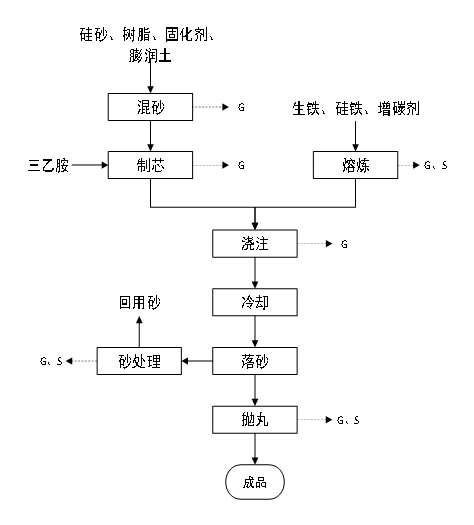 硅砂、树脂、固化剂、
膨润土
混砂
G
生铁、硅铁、增碳剂
三乙胺
制芯
G
熔炼
G、S
浇注
G
冷却
回用砂
G、S
砂处理
落砂
抛丸
G、S
成品